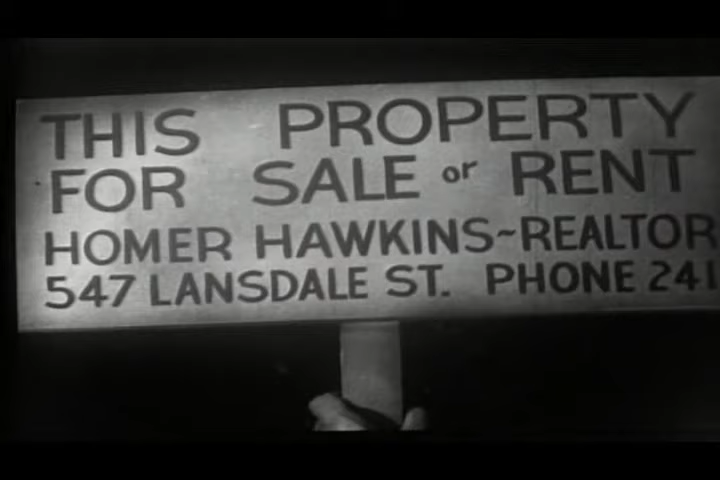 THIS PROPERTY
FOR SALE or RENT
HOMER HAWKINS~REALTOR
547 LANSDALE ST. PHONE 241